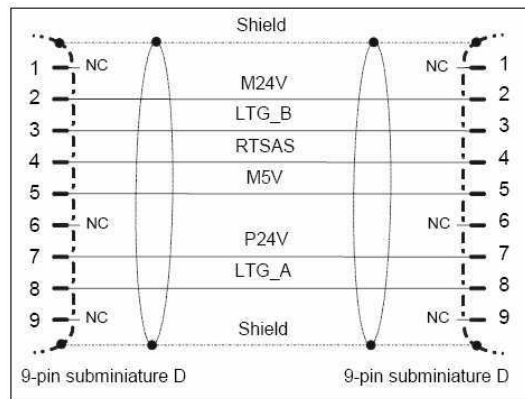 Shield
1 NC NC 1
M24V
2 2
LTG_B
3 3
RTSAS
4 4
M5V
5 5
6 NC NC 6
P24V
7 7
LTG_A
8 8
9 NC NC 9
Shield
9-pin subminiature D 9-pin subminiature D